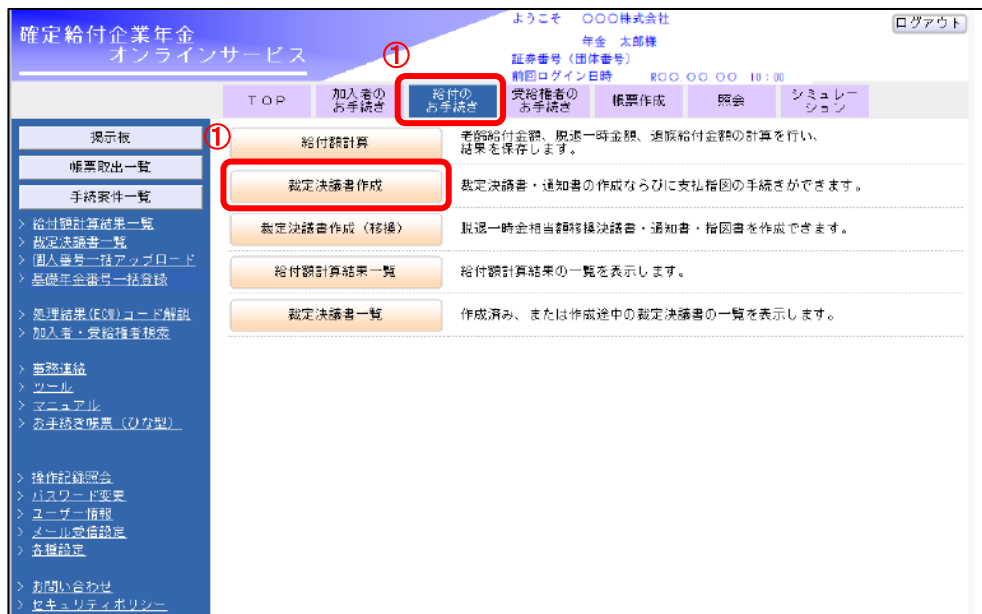 確定給付企業年金
オンラインサービス
ようこそ ○○○株式会社
年金 太郎様
証券番号（団体番号）
前回ログイン日時 ROO.OO.OO 10:00
ログアウト
①
TOP
加入者の
お手続き
給付の
お手続き
受給権者の
お手続き
帳票作成
照会
シミュレー
ション
掲示板
帳票取出一覧
手続案件一覧
> 給付額計算結果一覧
> 裁定決議書一覧
> 個人番号一括アップロード
> 基礎年金番号一括登録
> 処理結果(ECM)コード解説
> 加入者・受給権者検索
> 事務連絡
> ツール
> マニュアル
> お手続き帳票（ひな型）
> 操作記録照会
> パスワード変更
> ユーザー情報
> メール受信設定
> 各種設定
> お問い合わせ
> セキュリティポリシー
①
給付額計算
老齢給付金額、脱退一時金額、遺族給付金額の計算を行い、
結果を保存します。
裁定決議書作成
裁定決議書・通知書の作成ならびに支払指図の手続きができます。
裁定決議書作成（移換）
脱退一時金相当額移換決議書・通知書・指図書を作成できます。
給付額計算結果一覧
給付額計算結果の一覧を表示します。
裁定決議書一覧
作成済み、または作成途中の裁定決議書の一覧を表示します。